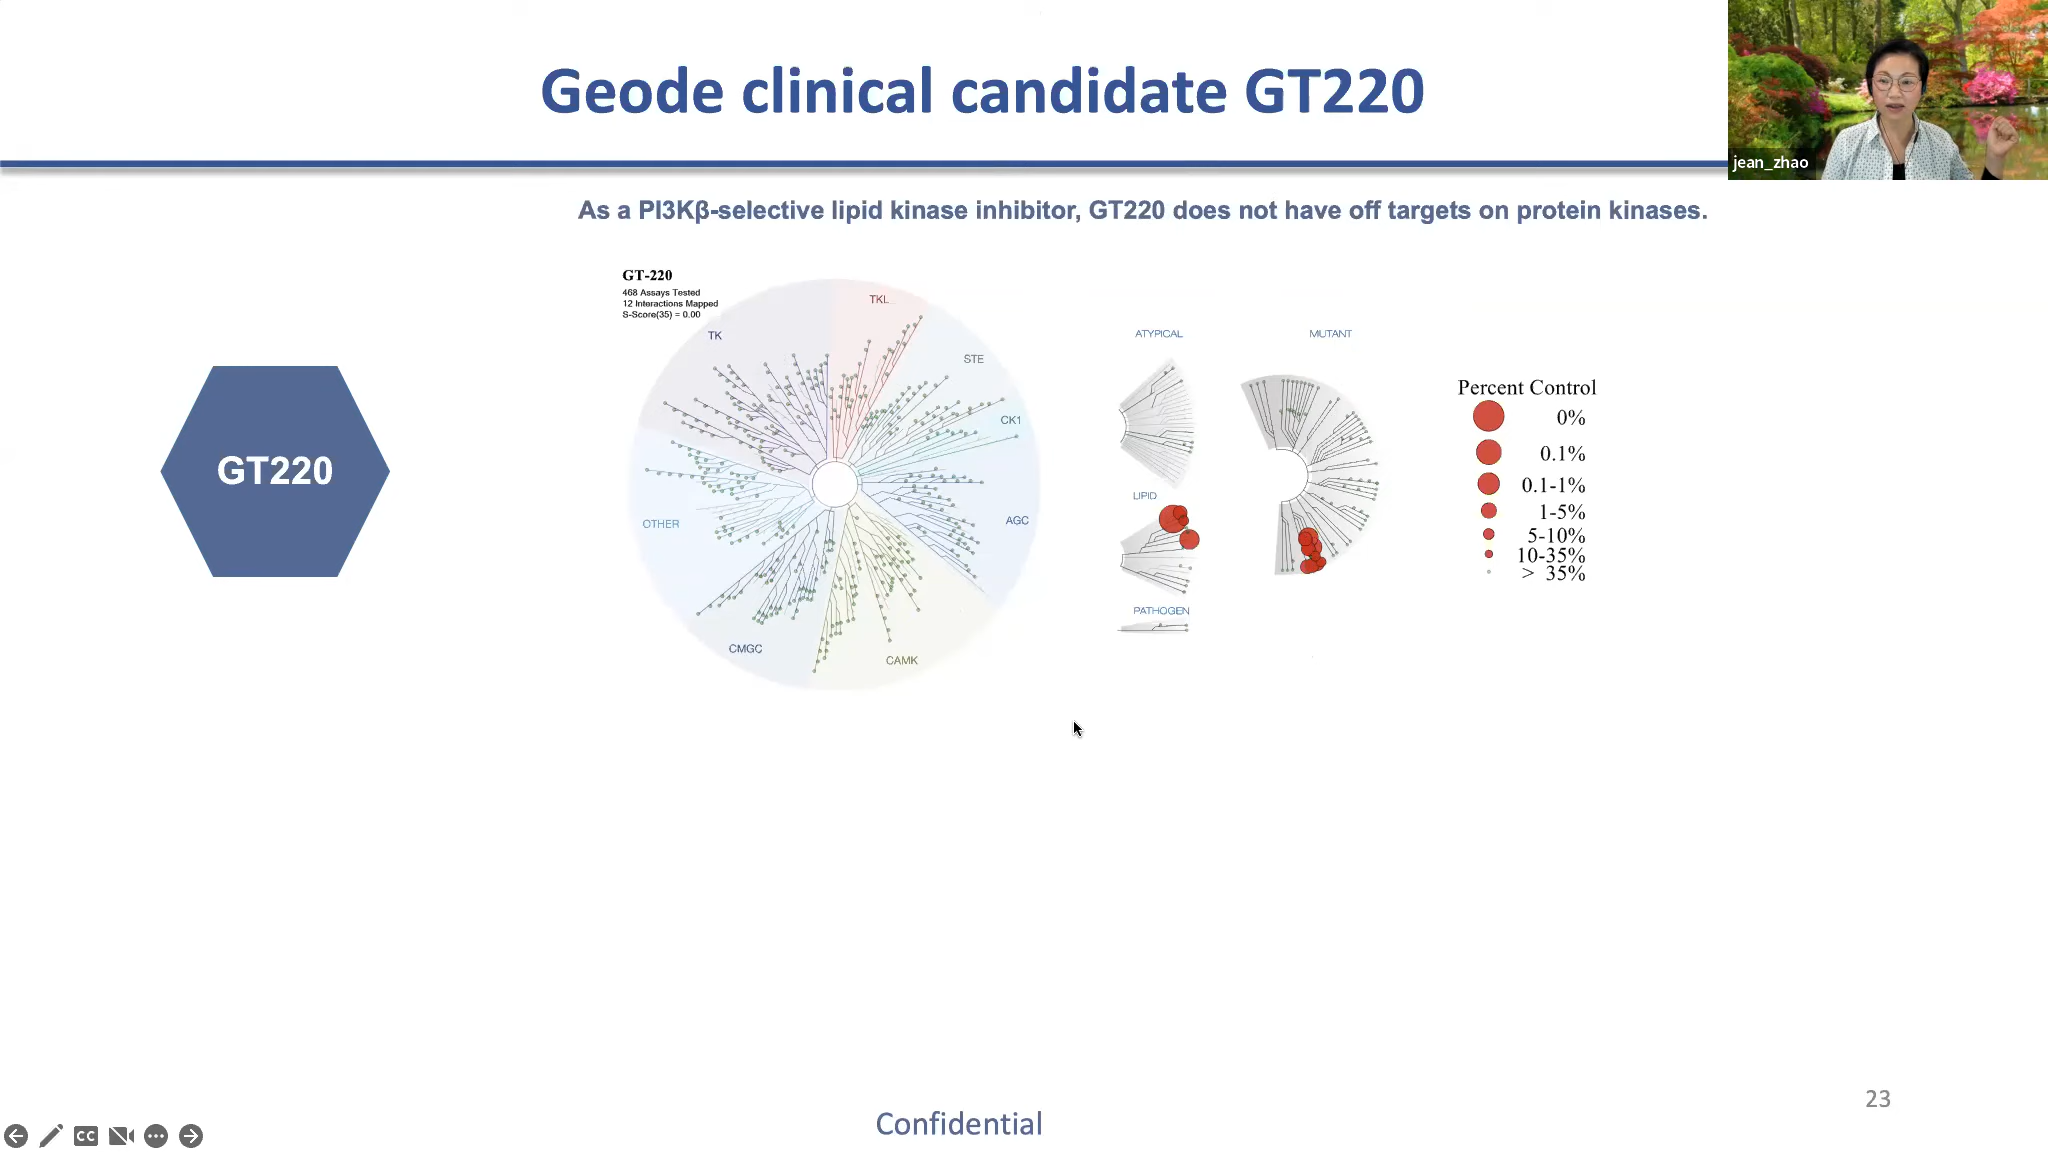 Geode clinical candidate GT220
jean_zhao
As a PI3Kβ-selective lipid kinase inhibitor, GT220 does not have off targets on protein kinases.
GT-220
468 Assays Tested
12 Interactions Mapped
S-Score(35) = 0.00
TK
TKL
STE
CK1
AGC
CAMK
CMGC
OTHER
ATYPICAL
LIPID
PATHOGEN
MUTANT
Percent Control
0%
0.1%
0.1-1%
1-5%
5-10%
10-35%
> 35%
GT220
Confidential
23
CC